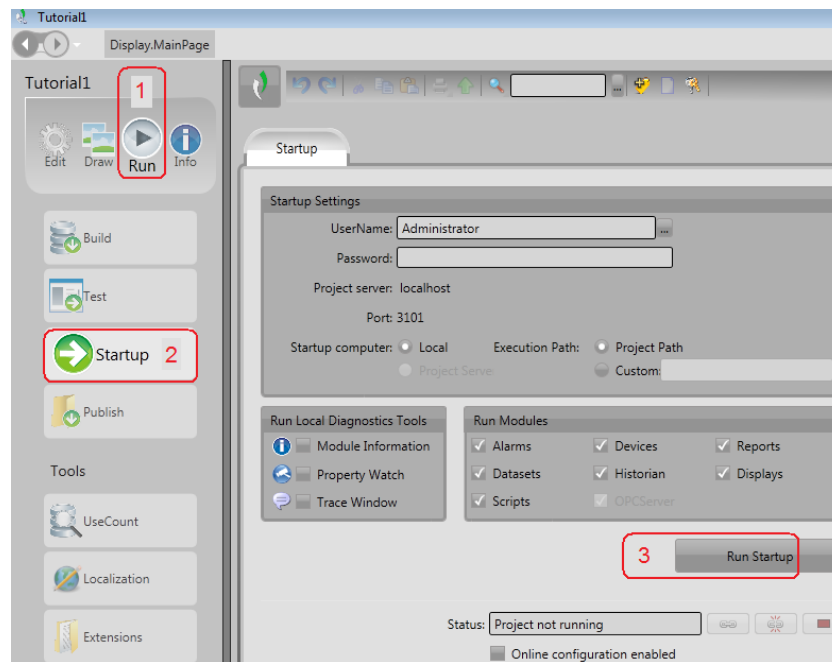 Tutorial1
Display.MainPage
Tutorial1
1
Edit Draw Run Info
Build
Test
Startup 2
Publish
Tools
UseCount
Localization
Extensions
Startup
Startup Settings
UserName: Administrator ...
Password:
Project server: localhost
Port: 3101
Startup computer: Local Execution Path: Project Path
Project Serve Custom:
Run Local Diagnostics Tools
Module Information
Property Watch
Trace Window
Run Modules
Alarms Devices Reports
Datasets Historian Displays
Scripts OPCServer
3 Run Startup
Status: Project not running
Online configuration enabled